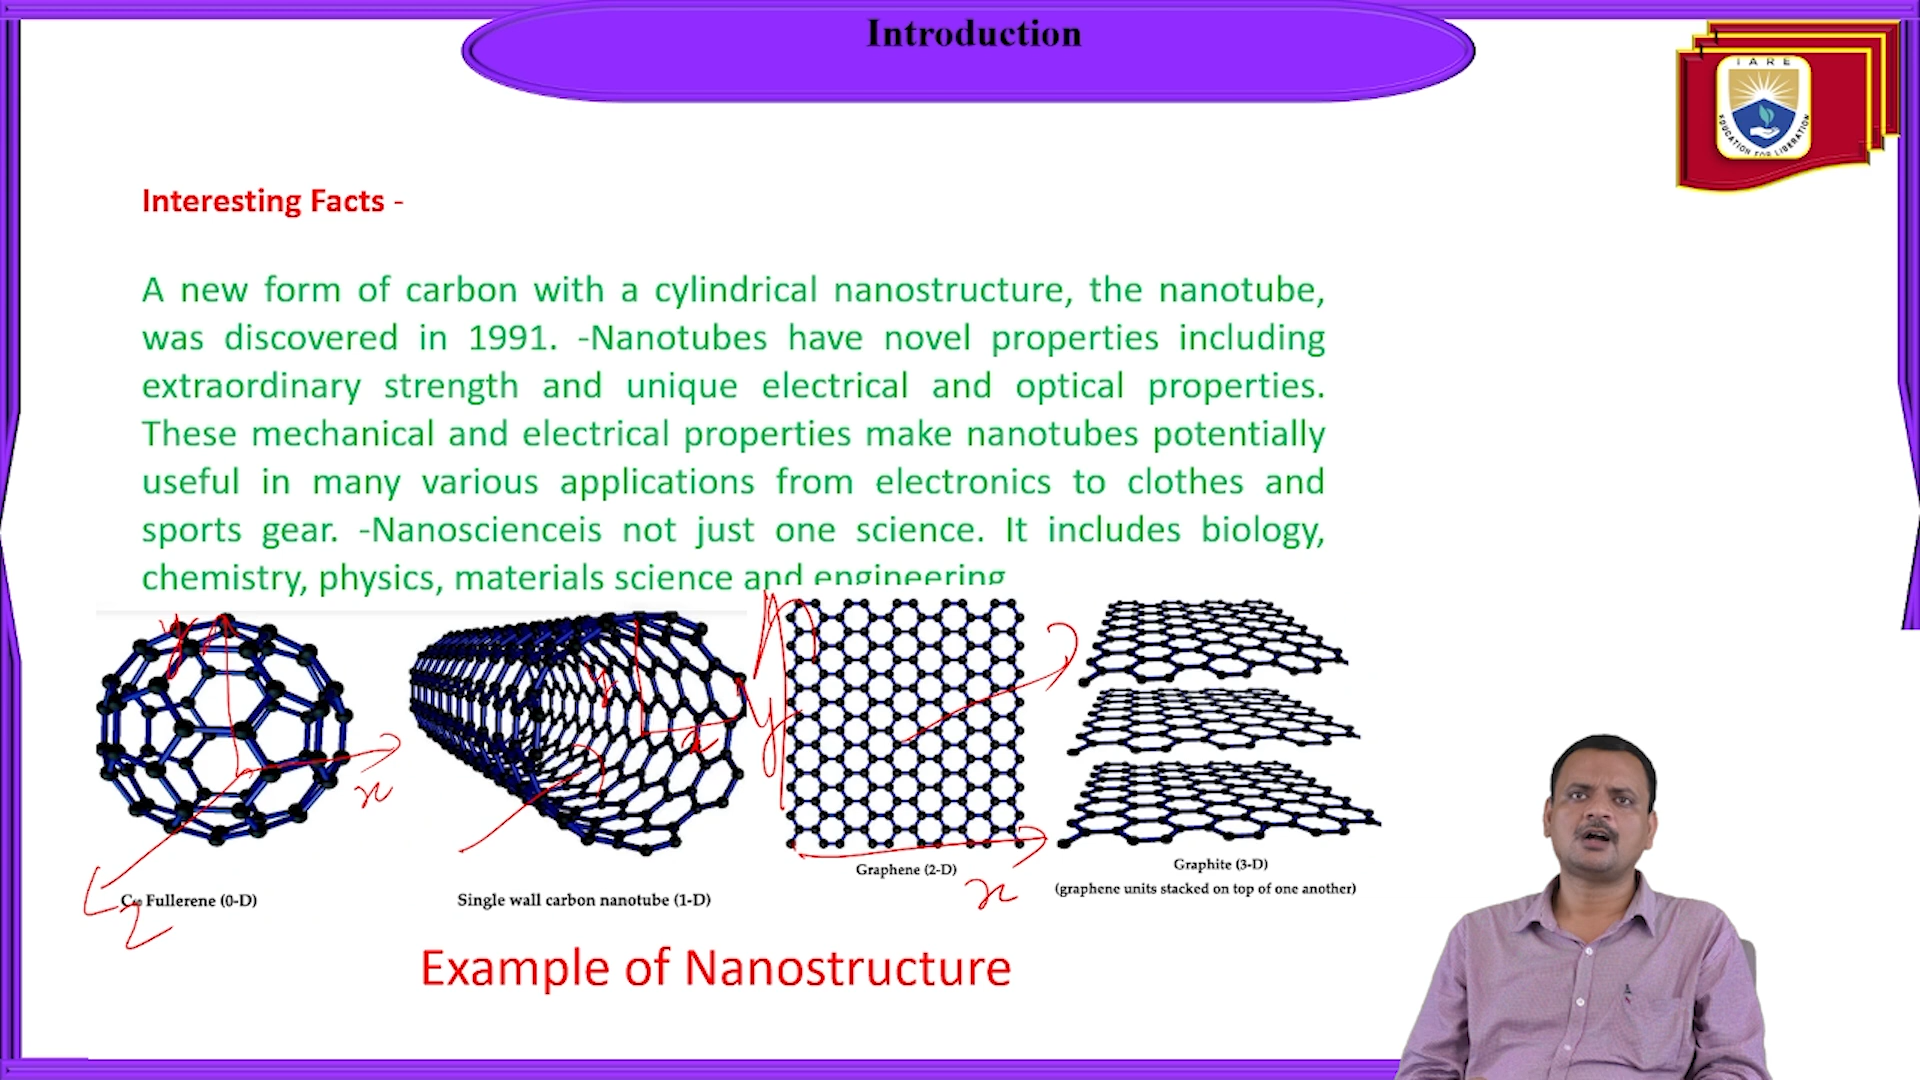 Introduction
IARE
EDUCATION FOR LIBERATION
Interesting Facts -
A new form of carbon with a cylindrical nanostructure, the nanotube,
was discovered in 1991. -Nanotubes have novel properties including
extraordinary strength and unique electrical and optical properties.
These mechanical and electrical properties make nanotubes potentially
useful in many various applications from electronics to clothes and
sports gear. -Nanoscienceis not just one science. It includes biology,
chemistry, physics, materials science and engineering
y
x
z
x
y
x
C₆₀ Fullerene (0-D)
Single wall carbon nanotube (1-D)
Graphene (2-D)
Graphite (3-D)
(graphene units stacked on top of one another)
Example of Nanostructure